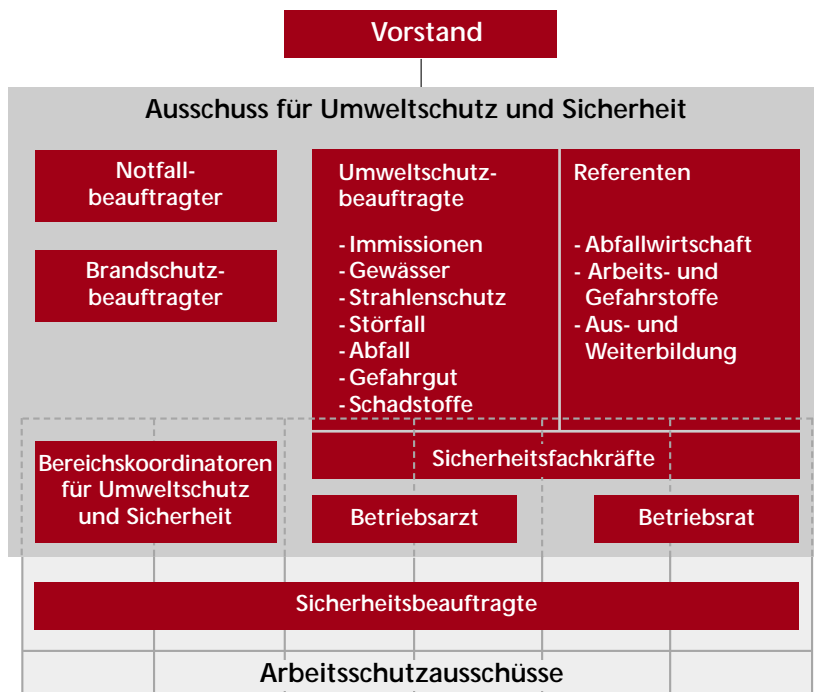 Vorstand
Ausschuss für Umweltschutz und Sicherheit
Notfall-
beauftragter
Brandschutz-
beauftragter
Umweltschutz-
beauftragte
- Immissionen
- Gewässer
- Strahlenschutz
- Störfall
- Abfall
- Gefahrgut
- Schadstoffe
Referenten
- Abfallwirtschaft
- Arbeits- und
Gefahrstoffe
- Aus- und
Weiterbildung
Bereichskoordinatoren
für Umweltschutz
und Sicherheit
Sicherheitsfachkräfte
Betriebsarzt
Betriebsrat
Sicherheitsbeauftragte
Arbeitsschutzausschüsse